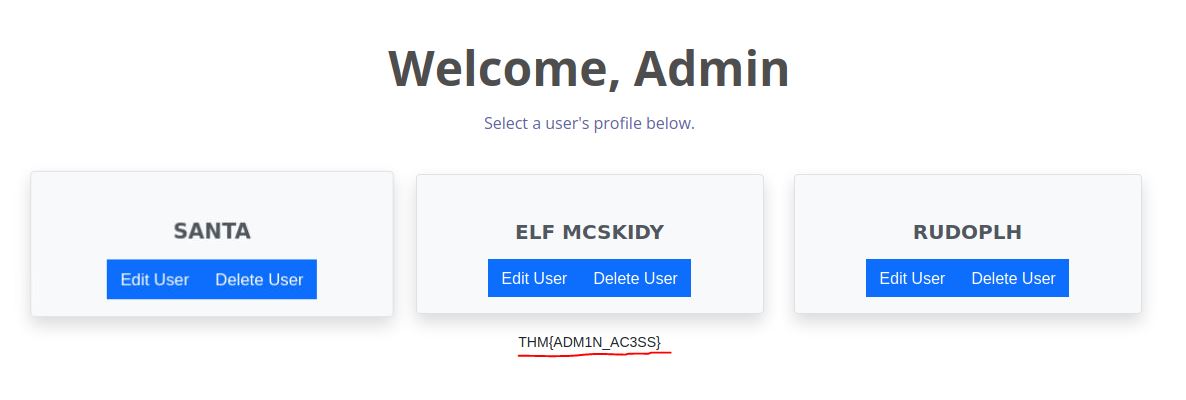 Welcome, Admin
Select a user's profile below.
SANTA
Edit User Delete User
ELF MCSKIDY
Edit User Delete User
RUDOPLH
Edit User Delete User
THM{ADM1N_AC3SS}